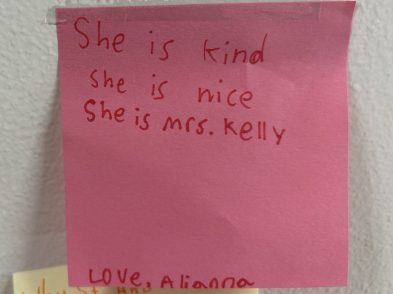 She is kind
she is nice
She is mrs. Kelly
LOVE, Alianna